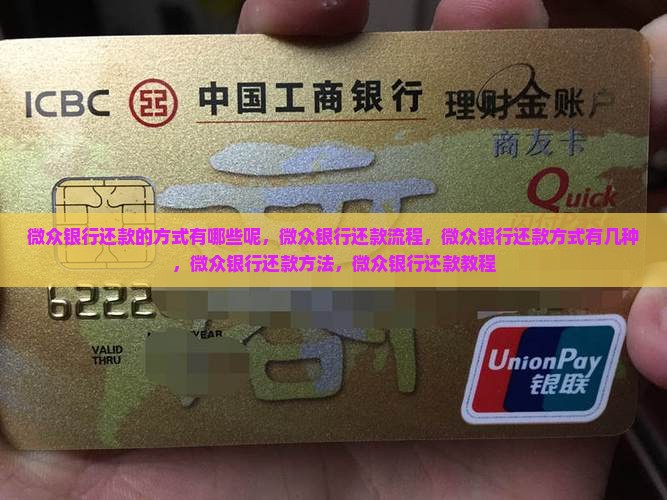 ICBC 中国工商银行 理财金账户
商友卡
Quick
微众银行还款的方式有哪些呢，微众银行还款流程，微众银行还款方式有几种
，微众银行还款方法，微众银行还款教程
6222
YEAR
VALID
THRU
UnionPay
银联